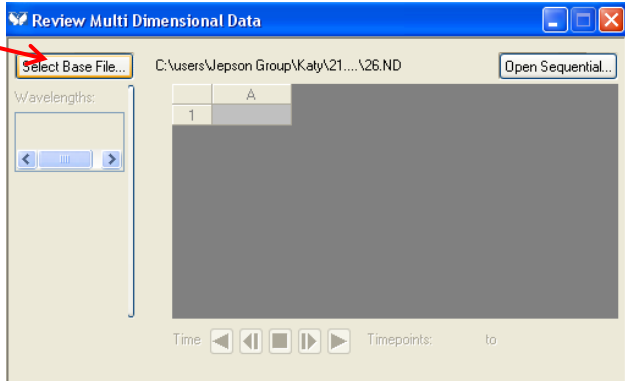 Review Multi Dimensional Data
Select Base File... C:\users\Jepson Group\Katy\21....\26.ND Open Sequential...
Wavelengths:
A
1
Time Timepoints: to